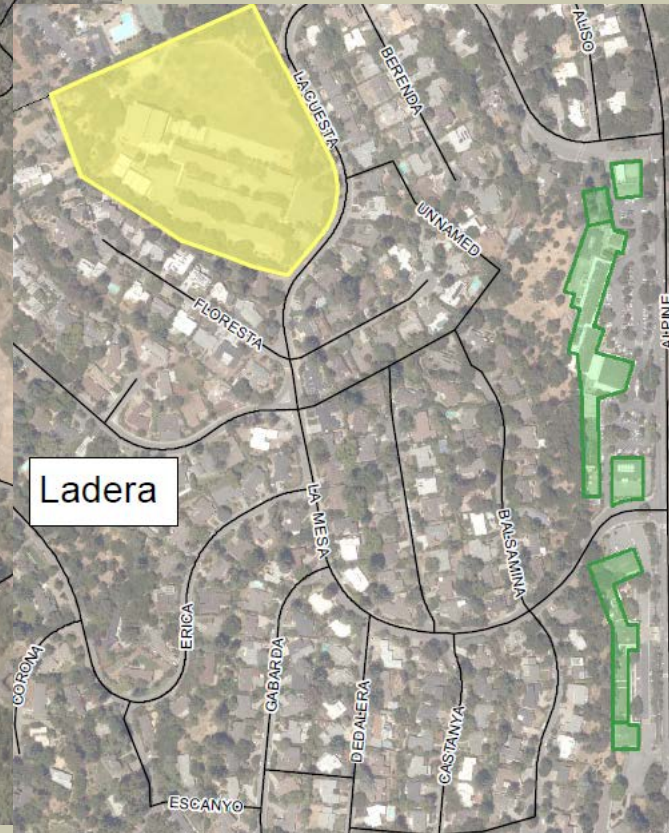 ALISO
BERENDA
LA CUESTA
UNNAMED
ALPINE
FLORESTA
Ladera
LA MESA
BALSAMINA
ERICA
CORONA
GABARDA
DEDALERA
CASTANYA
ESCANYO